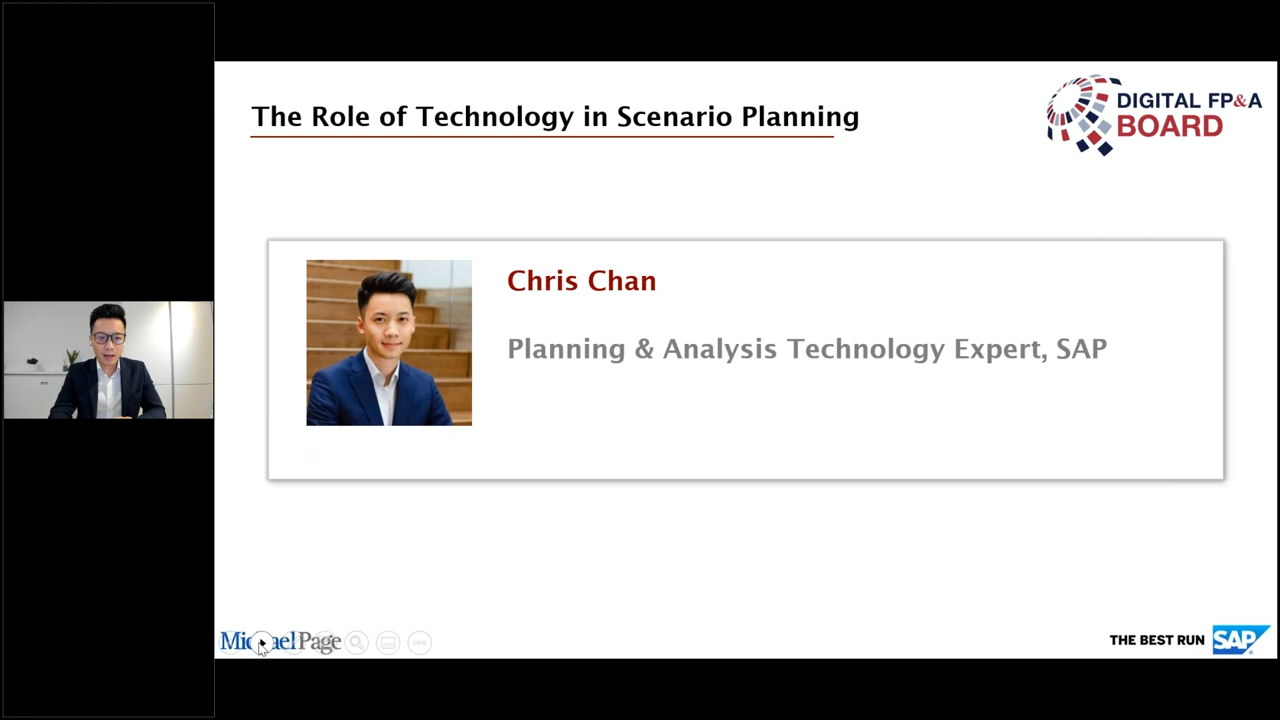 The Role of Technology in Scenario Planning
DIGITAL FP&A
BOARD
Chris Chan
Planning & Analysis Technology Expert, SAP
Michael Page
THE BEST RUN SAP